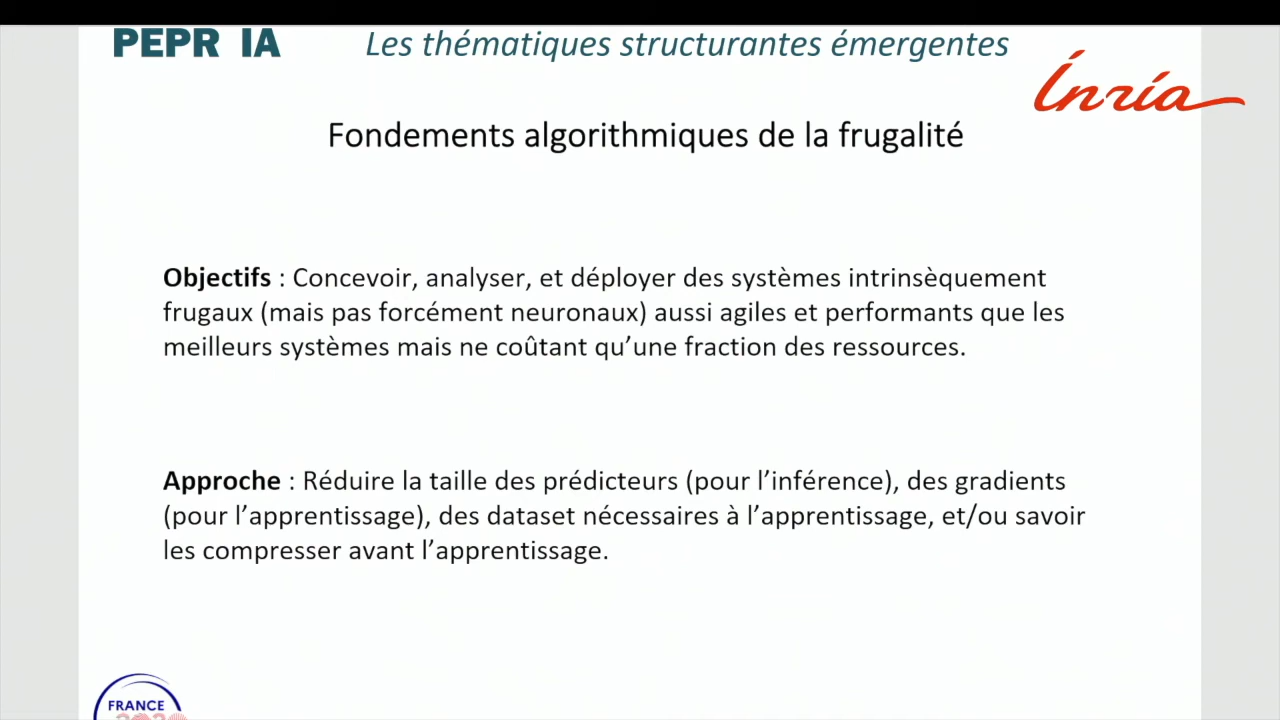 PEPR IA
Les thématiques structurantes émergentes
Inria
Fondements algorithmiques de la frugalité
Objectifs : Concevoir, analyser, et déployer des systèmes intrinsèquement
frugaux (mais pas forcément neuronaux) aussi agiles et performants que les
meilleurs systèmes mais ne coûtant qu’une fraction des ressources.
Approche : Réduire la taille des prédicteurs (pour l’inférence), des gradients
(pour l’apprentissage), des dataset nécessaires à l’apprentissage, et/ou savoir
les compresser avant l’apprentissage.
FRANCE